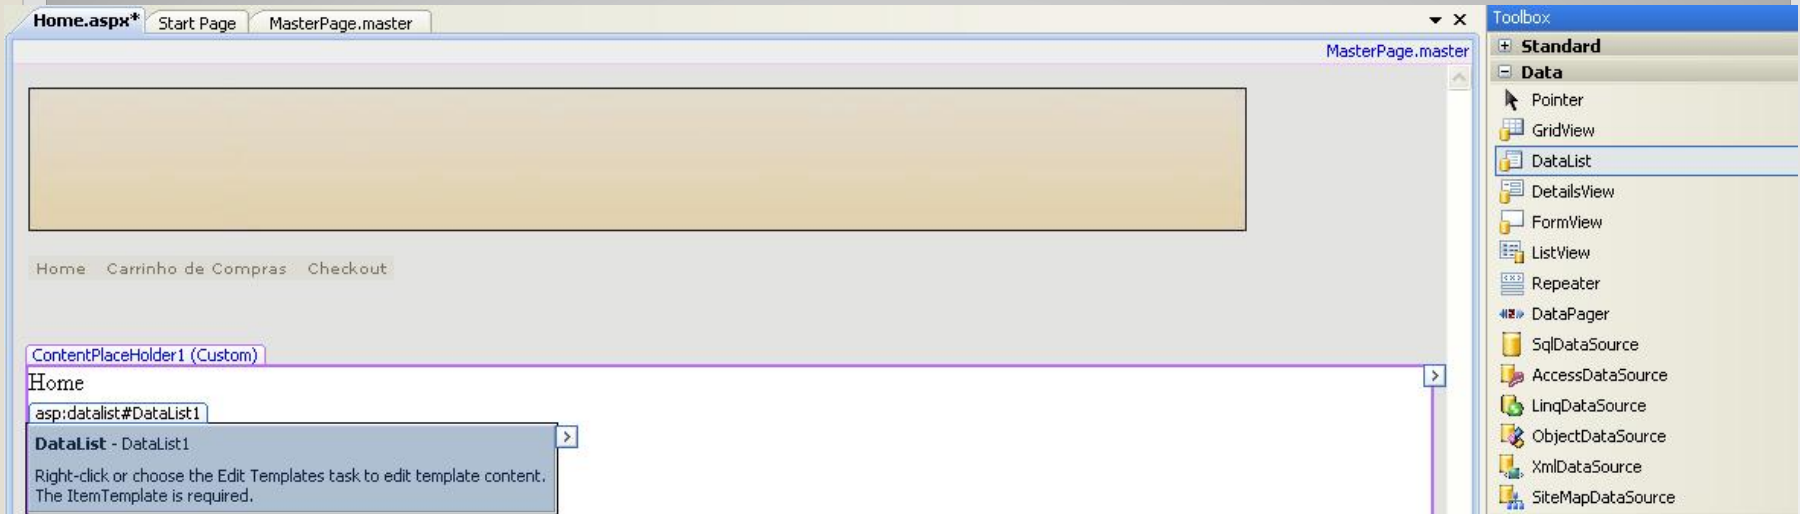 Home.aspx* Start Page MasterPage.master
MasterPage.master
Home Carrinho de Compras Checkout
ContentPlaceHolder1 (Custom)
Home
asp:datalist#DataList1
DataList - DataList1
Right-click or choose the Edit Templates task to edit template content.
The ItemTemplate is required.
Toolbox
Standard
Data
Pointer
GridView
DataList
DetailsView
FormView
ListView
Repeater
DataPager
SqlDataSource
AccessDataSource
LinqDataSource
ObjectDataSource
XmlDataSource
SiteMapDataSource